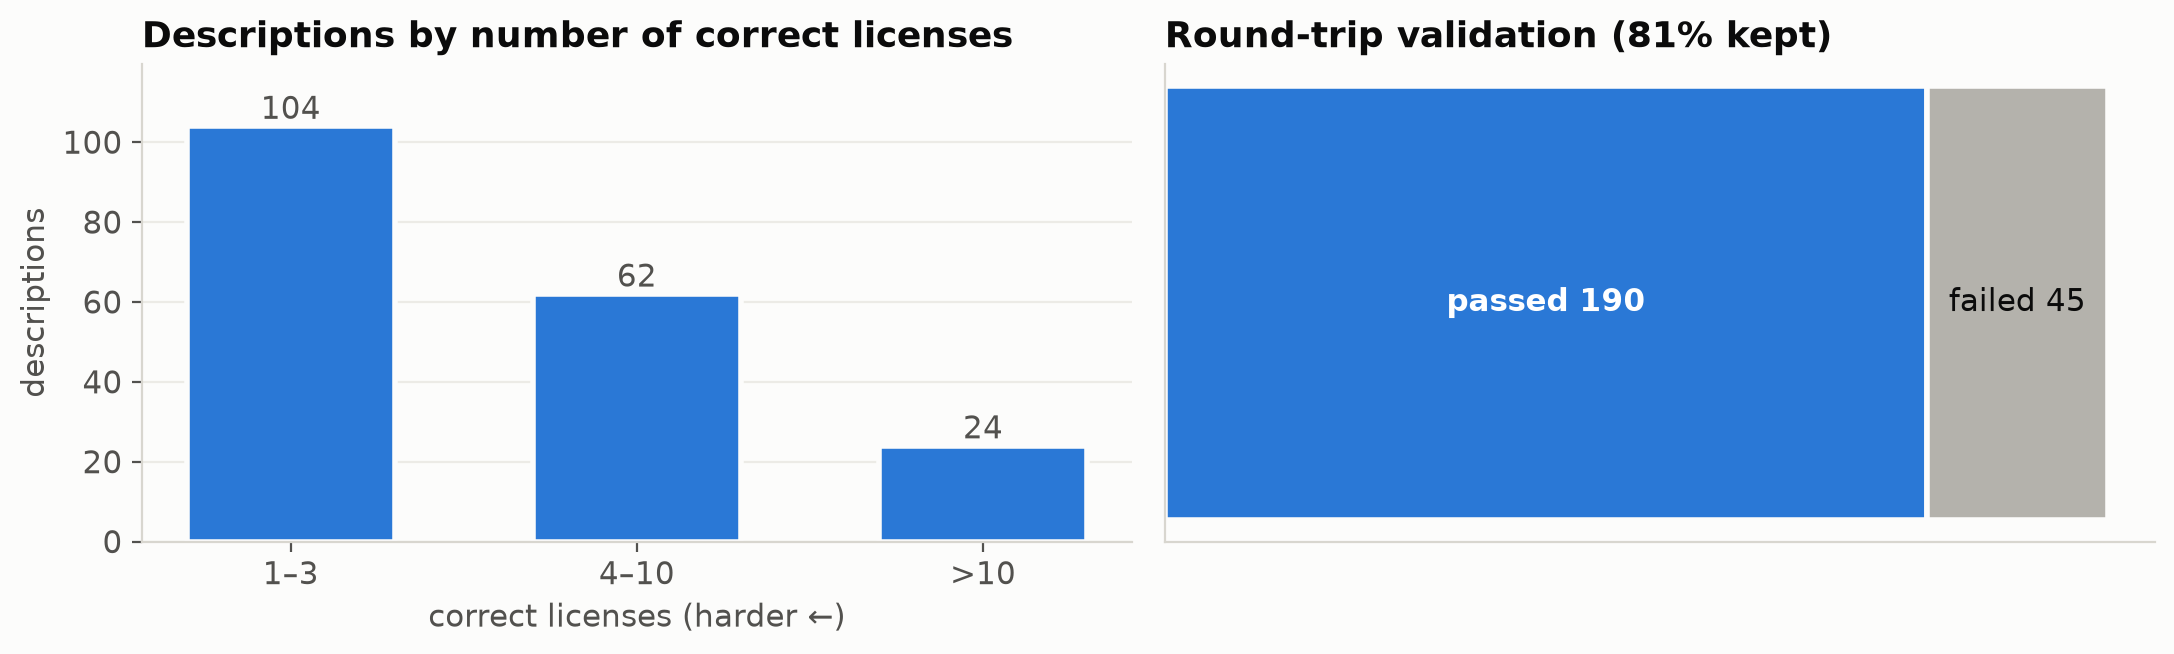 Descriptions by number of correct licenses
104
62
24
100
80
60
40
20
0
descriptions
1–3
4–10
>10
correct licenses (harder ←)
Round-trip validation (81% kept)
passed 190
failed 45